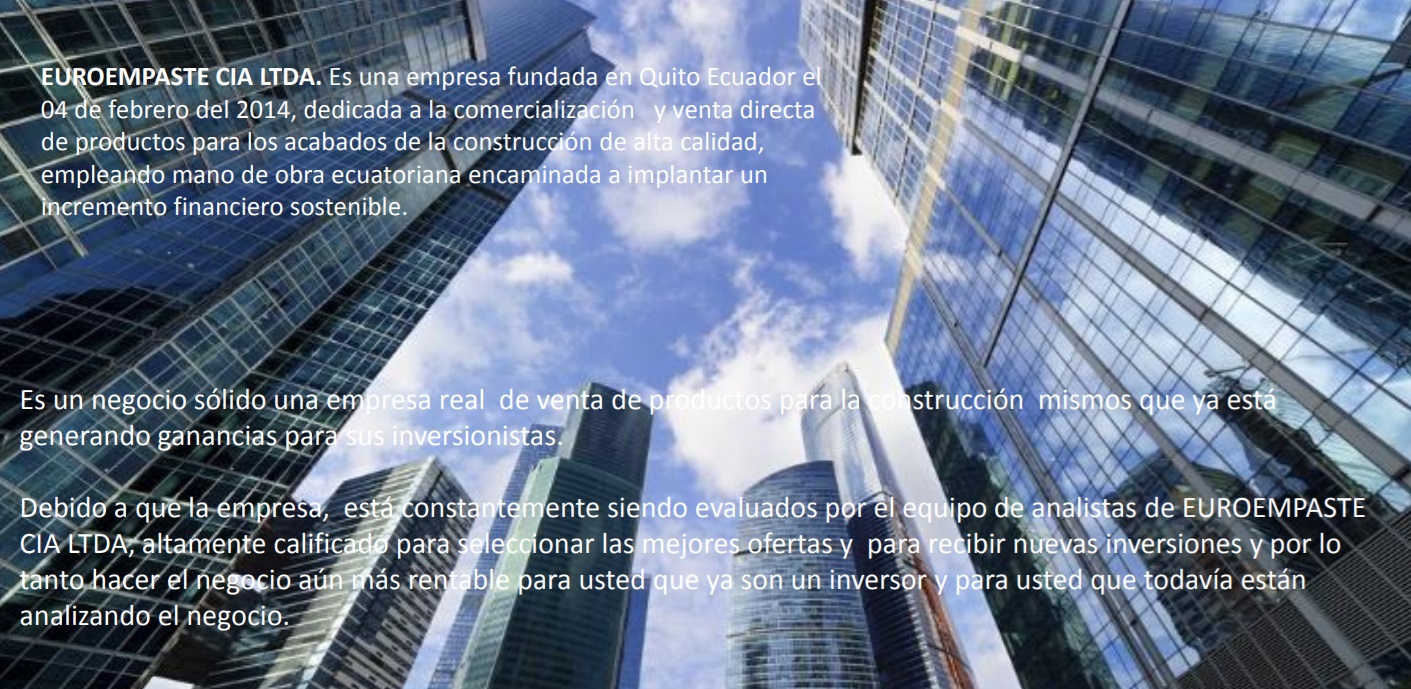 EUROEMPASTE CIA LTDA. Es una empresa fundada en Quito Ecuador el
04 de febrero del 2014, dedicada a la comercialización   y venta directa
de productos para los acabados de la construcción de alta calidad,
empleando mano de obra ecuatoriana encaminada a implantar un
incremento financiero sostenible.
Es un negocio sólido una empresa real  de venta de productos para la construcción  mismos que ya está
generando ganancias para sus inversionistas.
Debido a que la empresa,  está constantemente siendo evaluados por el equipo de analistas de EUROEMPASTE
CIA LTDA, altamente calificado para seleccionar las mejores ofertas y  para recibir nuevas inversiones y por lo
tanto hacer el negocio aún más rentable para usted que ya son un inversor y para usted que todavía están
analizando el negocio.